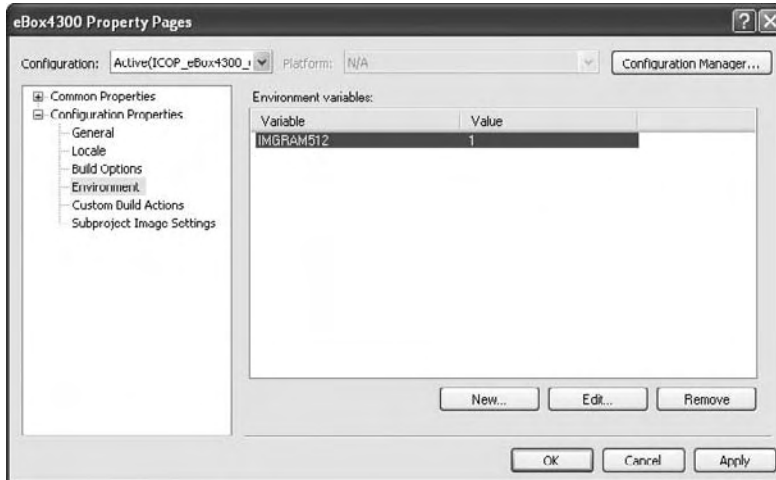 eBox4300 Property Pages
Configuration: Active(ICOP_eBox4300_ Platform: N/A Configuration Manager...
Common Properties
Configuration Properties
General
Locale
Build Options
Environment
Custom Build Actions
Subproject Image Settings
Environment variables:
Variable Value
IMGRAM512 1
New... Edit... Remove
OK Cancel Apply